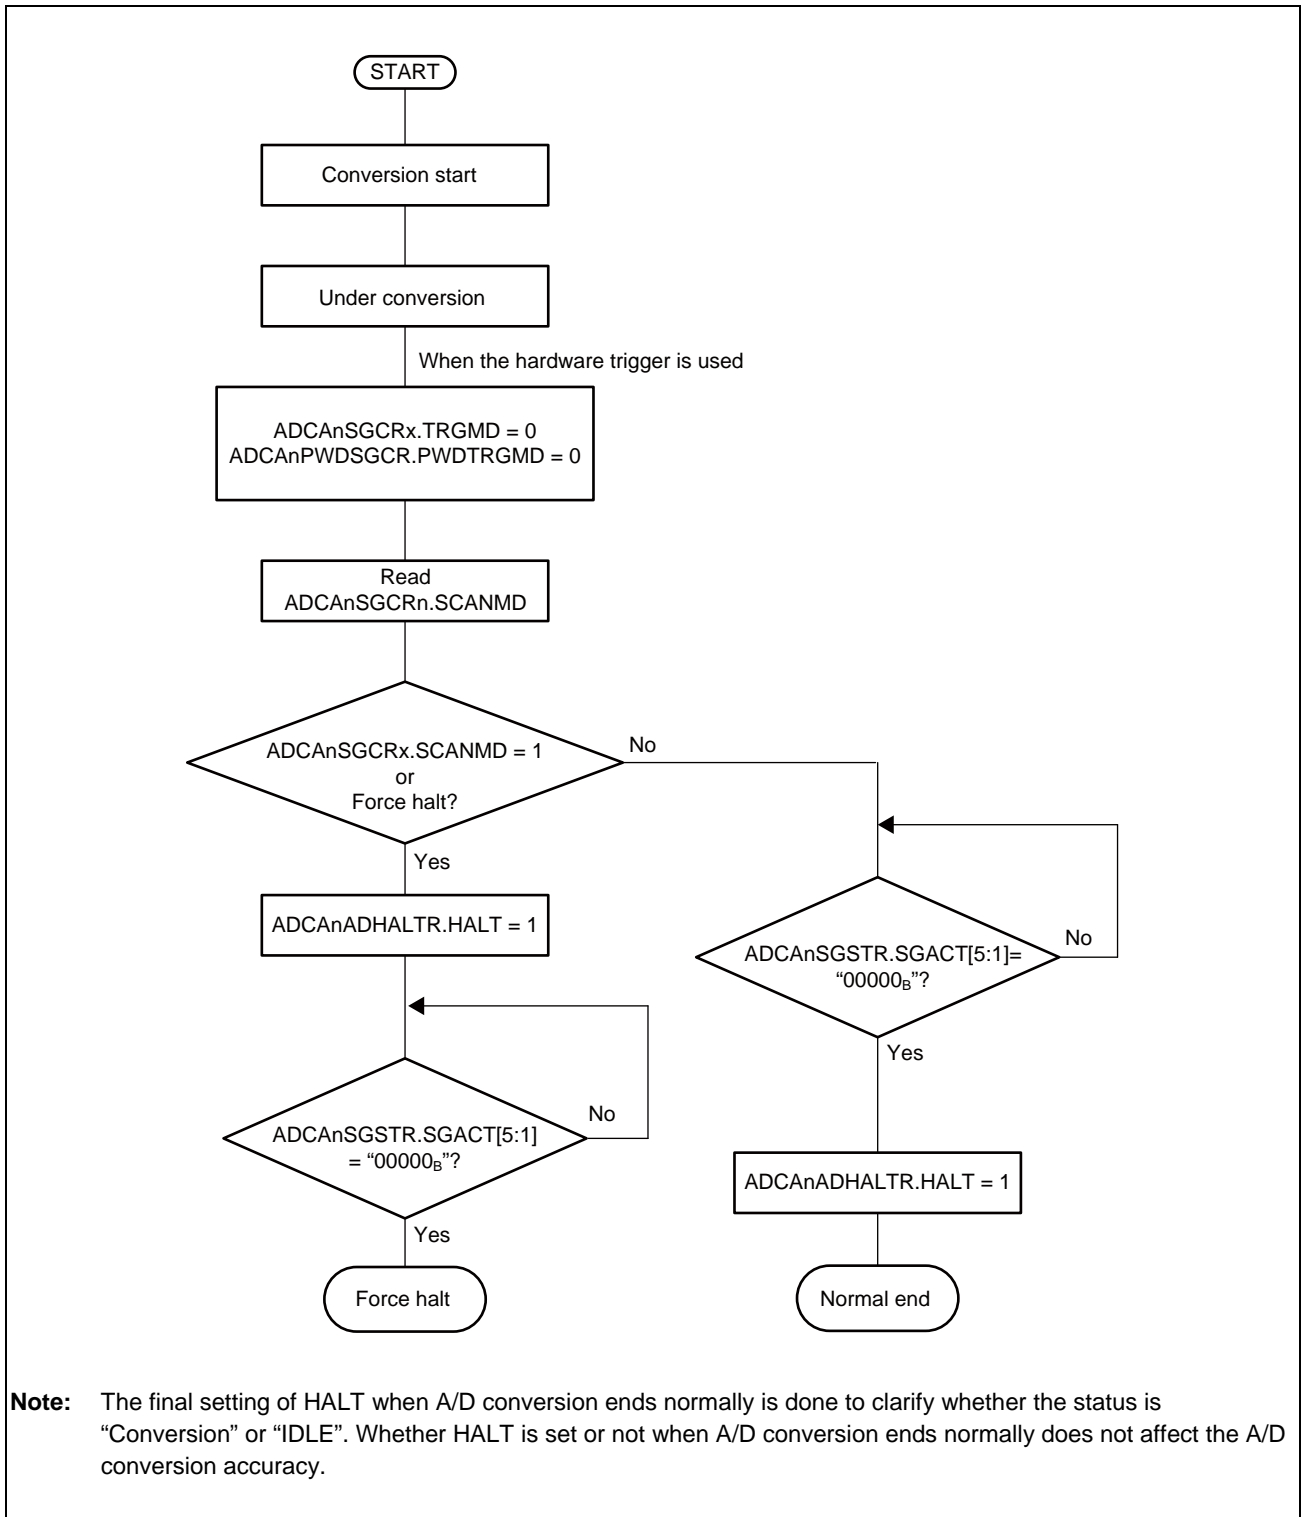 START
Conversion start
Under conversion
When the hardware trigger is used
ADCAnSGCRx.TRGMD = 0
ADCAnPWDSGCR.PWDTRGMD = 0
Read
ADCAnSGCRn.SCANMD
ADCAnSGCRx.SCANMD = 1
or
Force halt?
No
Yes
ADCAnADHALTR.HALT = 1
ADCAnSGSTR.SGACT[5:1]
= “00000B”?
No
Yes
Force halt
ADCAnSGSTR.SGACT[5:1]=
“00000B”?
No
Yes
ADCAnADHALTR.HALT = 1
Normal end
Note: The final setting of HALT when A/D conversion ends normally is done to clarify whether the status is
“Conversion” or “IDLE”. Whether HALT is set or not when A/D conversion ends normally does not affect the A/D
conversion accuracy.